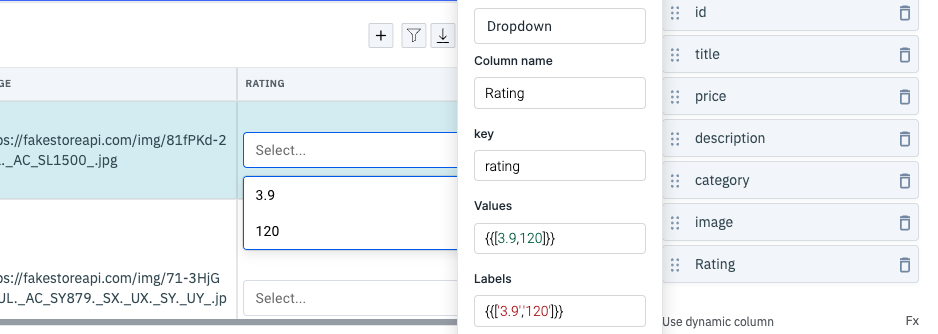 GE
RATING
ps://fakestoreapi.com/img/81fPKd-2
._AC_SL1500_.jpg
Select...
3.9
120
ps://fakestoreapi.com/img/71-3HjG
UL._AC_SY879._SX._UX._SY._UY_.jp
Select...
Dropdown
Column name
Rating
key
rating
Values
{{[3.9,120]}}
Labels
{{['3.9','120']}}
id
title
price
description
category
image
Rating
Use dynamic column
Fx